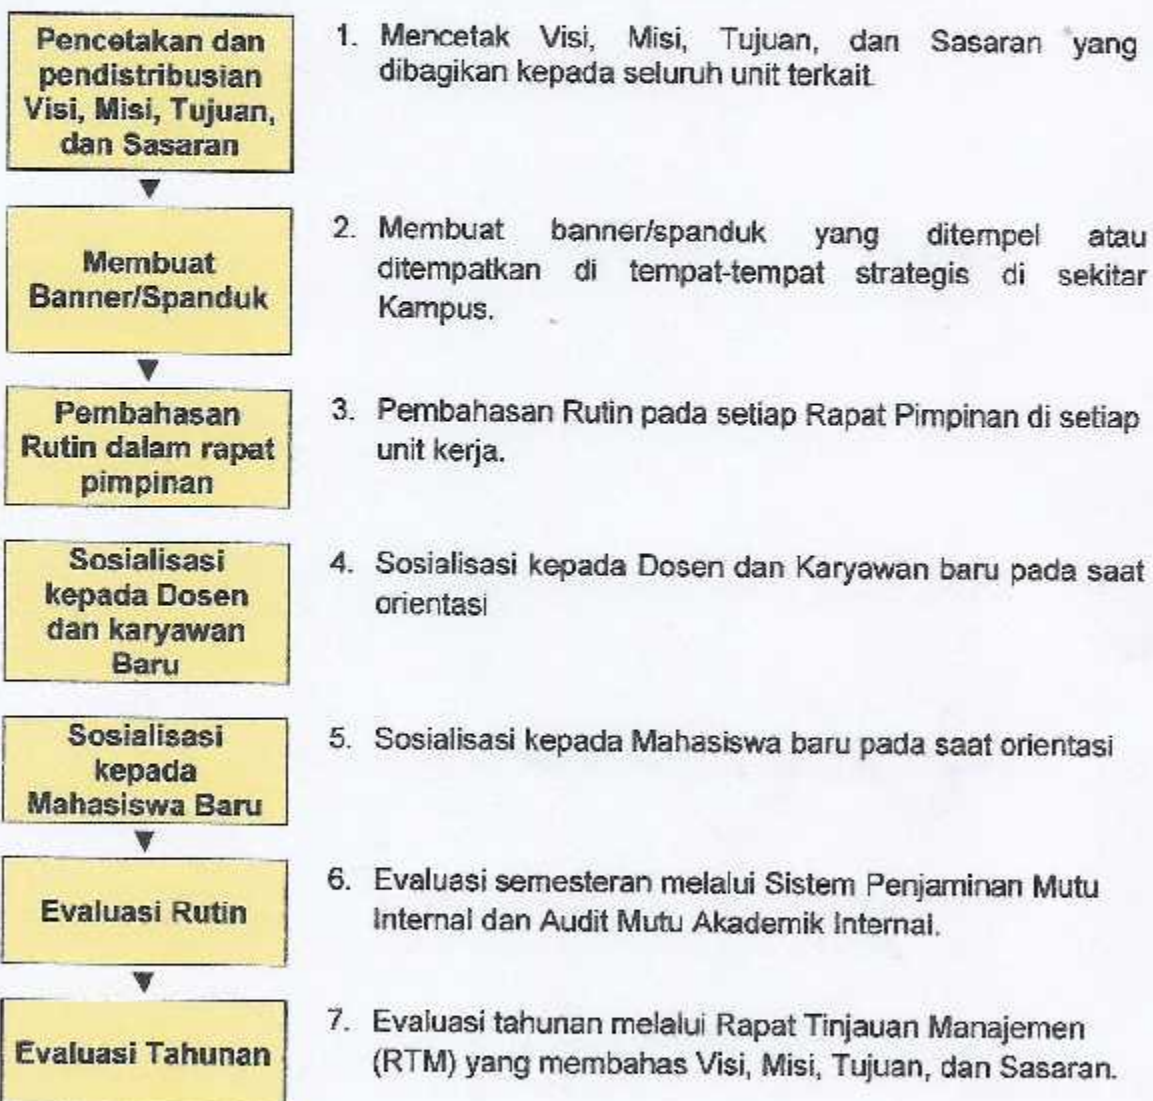 Pencetakan dan
pendistribusian
Visi, Misi, Tujuan,
dan Sasaran
1. Mencetak Visi, Misi, Tujuan, dan Sasaran yang
dibagikan kepada seluruh unit terkait.
Membuat
Banner/Spanduk
2. Membuat banner/spanduk yang ditempel atau
ditempatkan di tempat-tempat strategis di sekitar
Kampus.
Pembahasan
Rutin dalam rapat
pimpinan
3. Pembahasan Rutin pada setiap Rapat Pimpinan di setiap
unit kerja.
Sosialisasi
kepada Dosen
dan karyawan
Baru
4. Sosialisasi kepada Dosen dan Karyawan baru pada saat
orientasi
Sosialisasi
kepada
Mahasiswa Baru
5. Sosialisasi kepada Mahasiswa baru pada saat orientasi
Evaluasi Rutin
6. Evaluasi semesteran melalui Sistem Penjaminan Mutu
Internal dan Audit Mutu Akademik Internal.
Evaluasi Tahunan
7. Evaluasi tahunan melalui Rapat Tinjauan Manajemen
(RTM) yang membahas Visi, Misi, Tujuan, dan Sasaran.